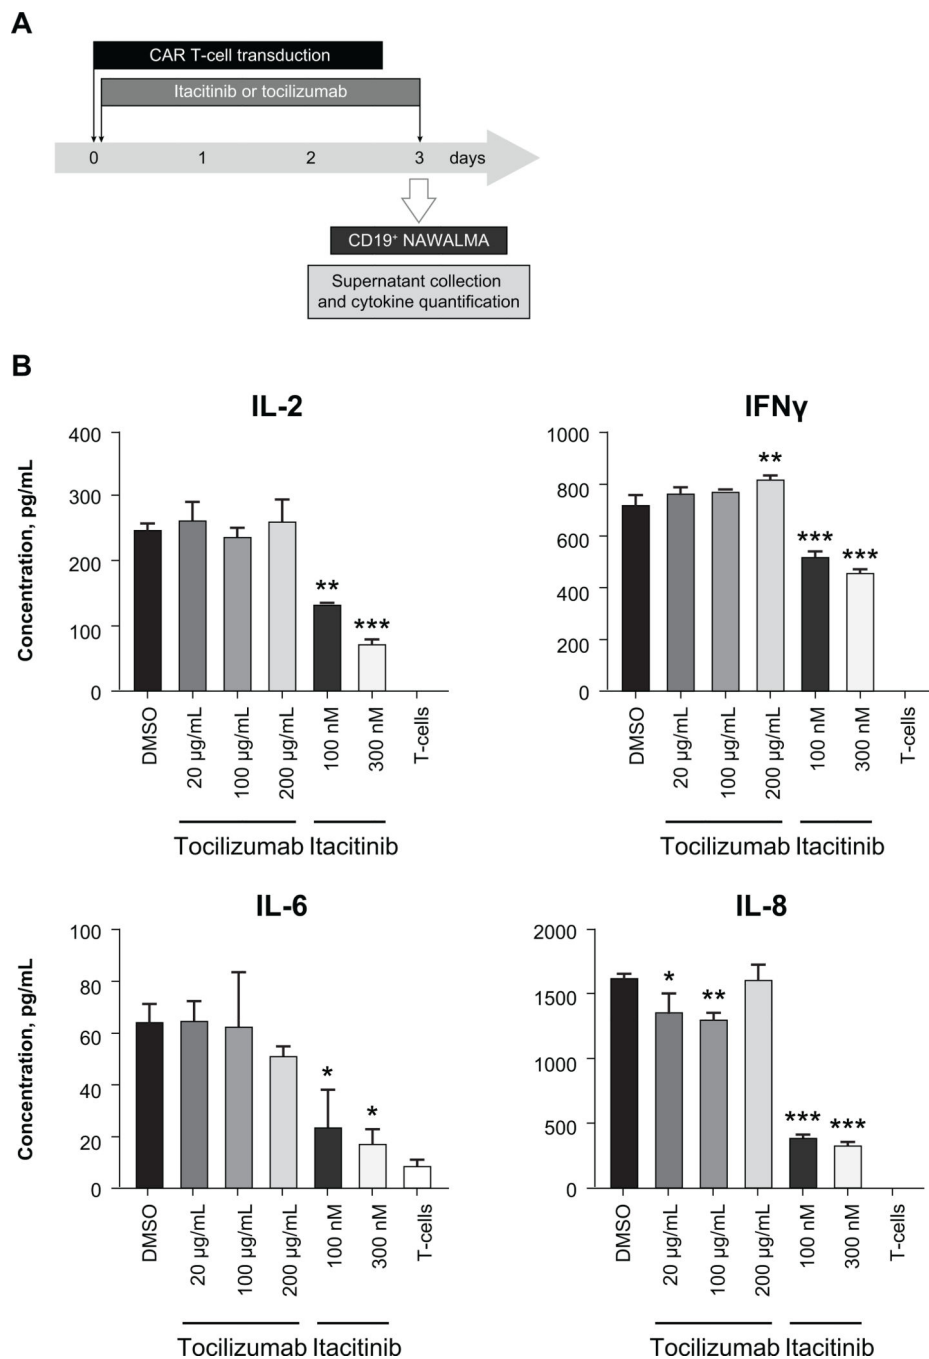 A
CAR T-cell transduction
Itacitinib or tocilizumab
0 1 2 3 days
CD19⁺ NAWALMA
Supernatant collection
and cytokine quantification
B
IL-2
Concentration, pg/mL
400
300
200
100
0
**
***
DMSO
20 µg/mL
100 µg/mL
200 µg/mL
100 nM
300 nM
T-cells
Tocilizumab Itacitinib
IFNγ
1000
800
600
400
200
0
**
***
***
DMSO
20 µg/mL
100 µg/mL
200 µg/mL
100 nM
300 nM
T-cells
Tocilizumab Itacitinib
IL-6
Concentration, pg/mL
100
80
60
40
20
0
*
*
DMSO
20 µg/mL
100 µg/mL
200 µg/mL
100 nM
300 nM
T-cells
Tocilizumab Itacitinib
IL-8
2000
1500
1000
500
0
*
**
***
***
DMSO
20 µg/mL
100 µg/mL
200 µg/mL
100 nM
300 nM
T-cells
Tocilizumab Itacitinib